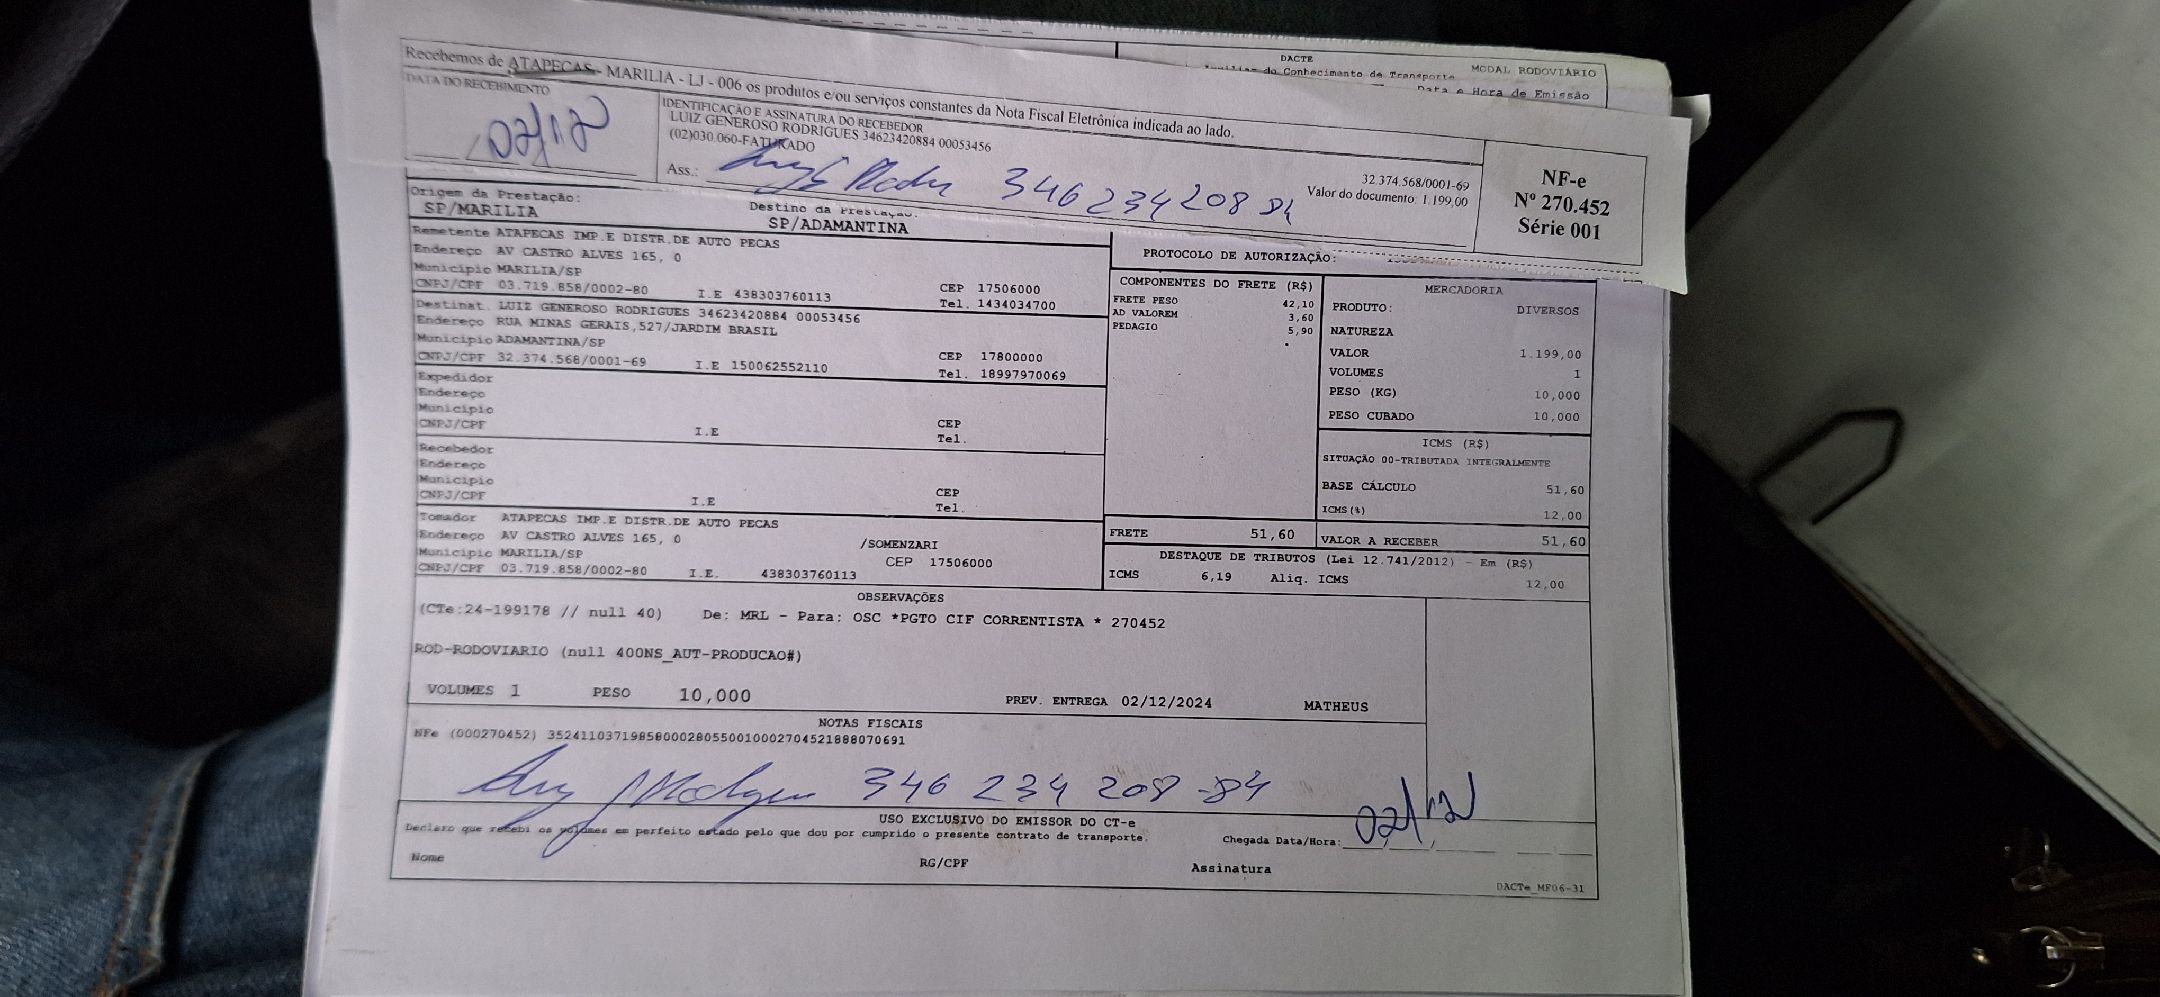 DACTE
do Conhecimento de Transporte
MODAL RODOVIÁRIO
Data e Hora de Emissão
Recebemos de ATAPECAS - MARILIA - LJ - 006 os produtos e/ou serviços constantes da Nota Fiscal Eletrônica indicada ao lado.
DATA DO RECEBIMENTO
02/12
IDENTIFICAÇÃO E ASSINATURA DO RECEBEDOR
LUIZ GENEROSO RODRIGUES 34623420884 00053456
(02)030.060-FATURADO
Ass.:
346 234 208 84
32.374.568/0001-69
Valor do documento: 1.199,00
NF-e
Nº 270.452
Série 001
Origem da Prestação:
SP/MARILIA
Destino da Prestação:
SP/ADAMANTINA
Remetente ATAPECAS IMP.E DISTR.DE AUTO PECAS
Endereço AV CASTRO ALVES 165, 0
Municipio MARILIA/SP
CEP 17506000
CNPJ/CPF 03.719.858/0002-80 I.E 438303760113 Tel. 1434034700
Destinat. LUIZ GENEROSO RODRIGUES 34623420884 00053456
Endereço RUA MINAS GERAIS,527/JARDIM BRASIL
Municipio ADAMANTINA/SP
CEP 17800000
CNPJ/CPF 32.374.568/0001-69 I.E 150062552110 Tel. 18997970069
Expedidor
Endereço
Municipio
CEP
CNPJ/CPF I.E Tel.
Recebedor
Endereço
Municipio
CEP
CNPJ/CPF I.E Tel.
Tomador ATAPECAS IMP.E DISTR.DE AUTO PECAS
Endereço AV CASTRO ALVES 165, 0 /SOMENZARI
Municipio MARILIA/SP CEP 17506000
CNPJ/CPF 03.719.858/0002-80 I.E. 438303760113
PROTOCOLO DE AUTORIZAÇÃO:
COMPONENTES DO FRETE (R$)
FRETE PESO 42,10
AD VALOREM 3,60
PEDAGIO 5,90
FRETE 51,60
MERCADORIA
PRODUTO: DIVERSOS
NATUREZA
VALOR 1.199,00
VOLUMES 1
PESO (KG) 10,000
PESO CUBADO 10,000
ICMS (R$)
SITUAÇÃO 00-TRIBUTADA INTEGRALMENTE
BASE CÁLCULO 51,60
ICMS(%) 12,00
VALOR A RECEBER 51,60
DESTAQUE DE TRIBUTOS (Lei 12.741/2012) - Em (R$)
ICMS 6,19 Aliq. ICMS 12,00
OBSERVAÇÕES
(CTe:24-199178 // null 40) De: MRL - Para: OSC *PGTO CIF CORRENTISTA * 270452
ROD-RODOVIARIO (null 400NS_AUT-PRODUCAO#)
VOLUMES 1 PESO 10,000 PREV. ENTREGA 02/12/2024 MATHEUS
NOTAS FISCAIS
NFe (000270452) 35241103719858000280550010002704521888070691
346 234 208-84
02/12
USO EXCLUSIVO DO EMISSOR DO CT-e
Declaro que recebi os volumes em perfeito estado pelo que dou por cumprido o presente contrato de transporte.
Chegada Data/Hora:
Nome RG/CPF Assinatura
DACTe_MF06-31